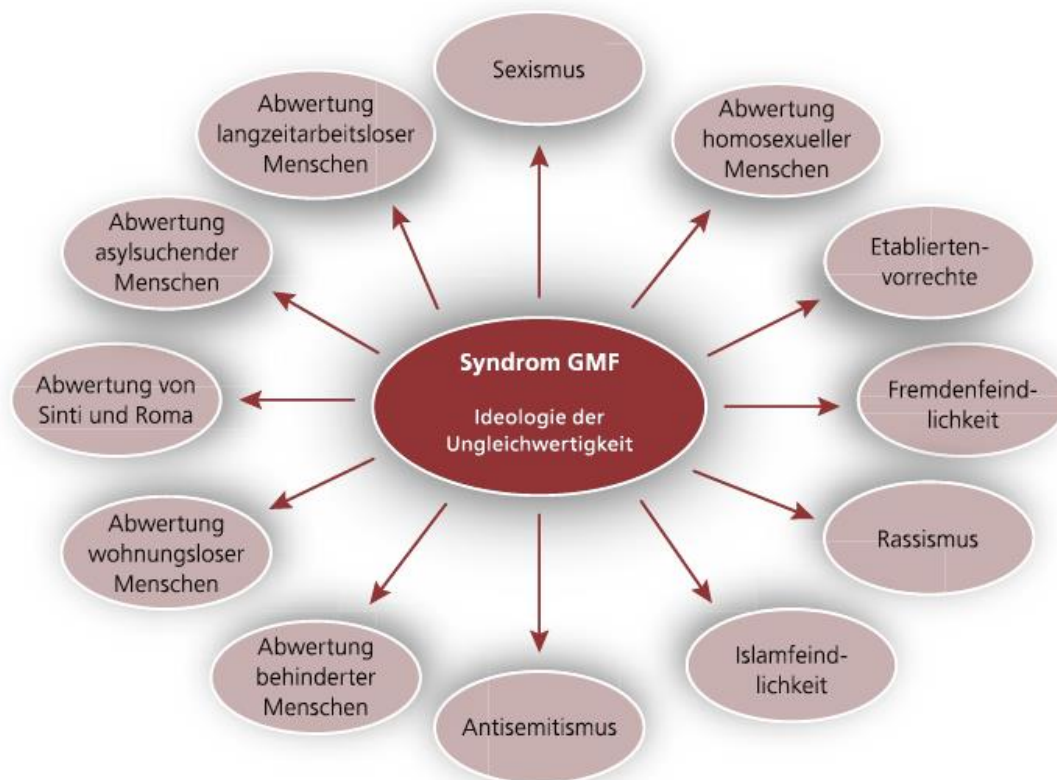 Sexismus
Abwertung
homosexueller
Menschen
Etablierten-
vorrechte
Fremdenfeind-
lichkeit
Rassismus
Islamfeind-
lichkeit
Antisemitismus
Abwertung
behinderter
Menschen
Abwertung
wohnungsloser
Menschen
Abwertung von
Sinti und Roma
Abwertung
asylsuchender
Menschen
Abwertung
langzeitarbeitsloser
Menschen
Syndrom GMF
Ideologie der
Ungleichwertigkeit